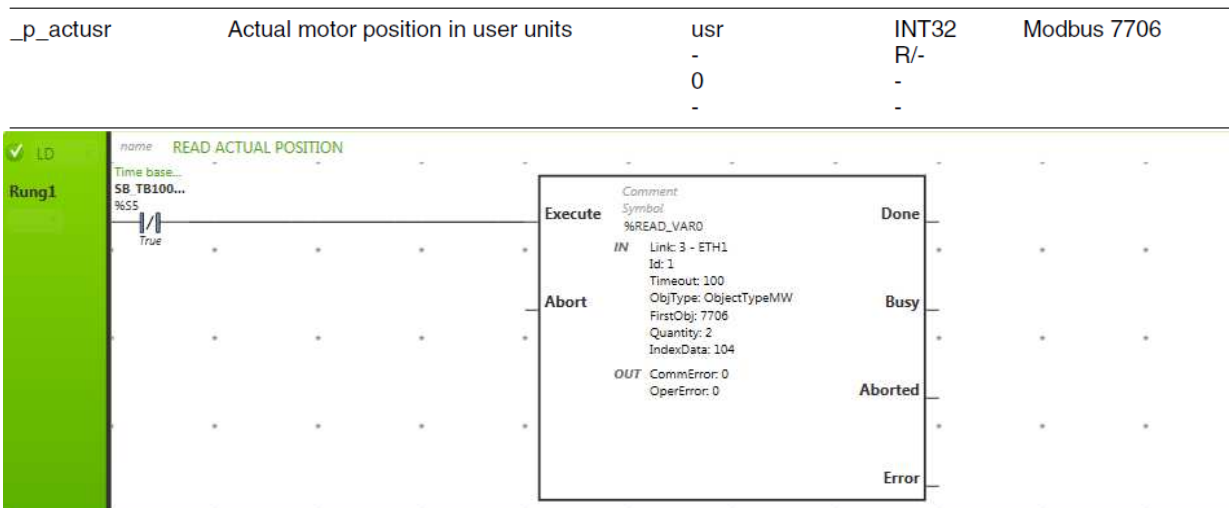 _p_actusr Actual motor position in user units usr INT32 Modbus 7706
- R/-
0 -
- -
LD name READ ACTUAL POSITION
Time base...
Rung1 SB_TB100...
%S5
True
Comment
Execute Symbol Done
%READ_VAR0
IN Link: 3 - ETH1
Id: 1
Timeout: 100
Abort ObjType: ObjectTypeMW Busy
FirstObj: 7706
Quantity: 2
IndexData: 104
OUT CommError: 0
OperError: 0 Aborted
Error